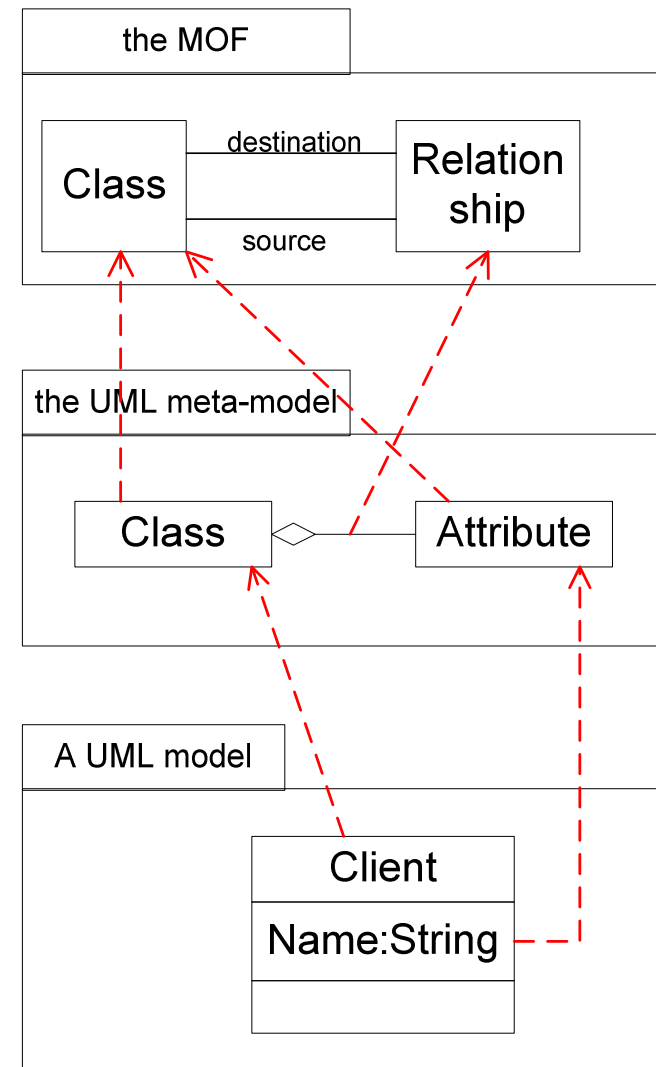 the MOF
destination
Class
Relation
ship
source
the UML meta-model
Class
Attribute
A UML model
Client
Name:String